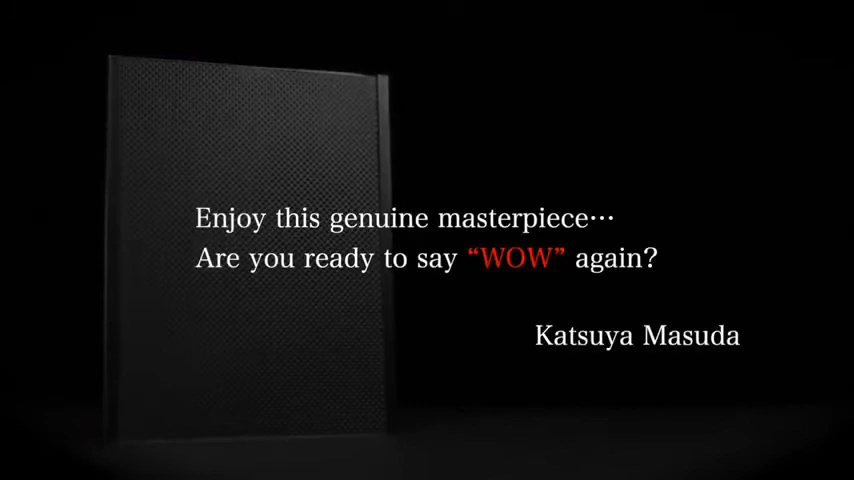 Enjoy this genuine masterpiece…
Are you ready to say “WOW” again?
Katsuya Masuda